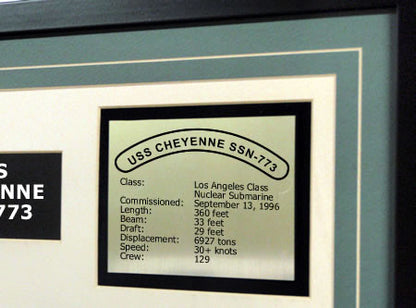 S
ENNE
773
USS CHEYENNE SSN-773
Class: Los Angeles Class
Nuclear Submarine
Commissioned: September 13, 1996
Length: 360 feet
Beam: 33 feet
Draft: 29 feet
Displacement: 6927 tons
Speed: 30+ knots
Crew: 129